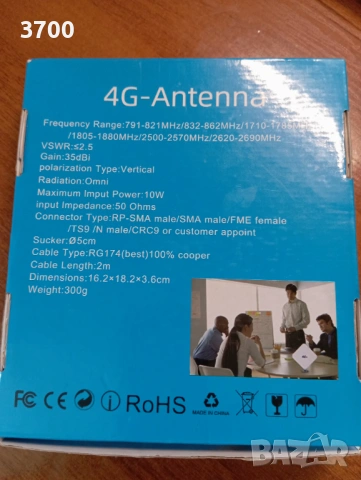 3700
4G-Antenna
Frequency Range:791-821MHz/832-862MHz/1710-1785MHz
/1805-1880MHz/2500-2570MHz/2620-2690MHz
VSWR:≤2.5
Gain:35dBi
polarization Type:Vertical
Radiation:Omni
Maximum Imput Power:10W
input Impedance:50 Ohms
Connector Type:RP-SMA male/SMA male/FME female
/TS9 /N male/CRC9 or customer appoint
Sucker:Ø5cm
Cable Type:RG174(best)100% cooper
Cable Length:2m
Dimensions:16.2×18.2×3.6cm
Weight:300g
FC CE RoHS MADE IN CHINA
BAZAR
bg